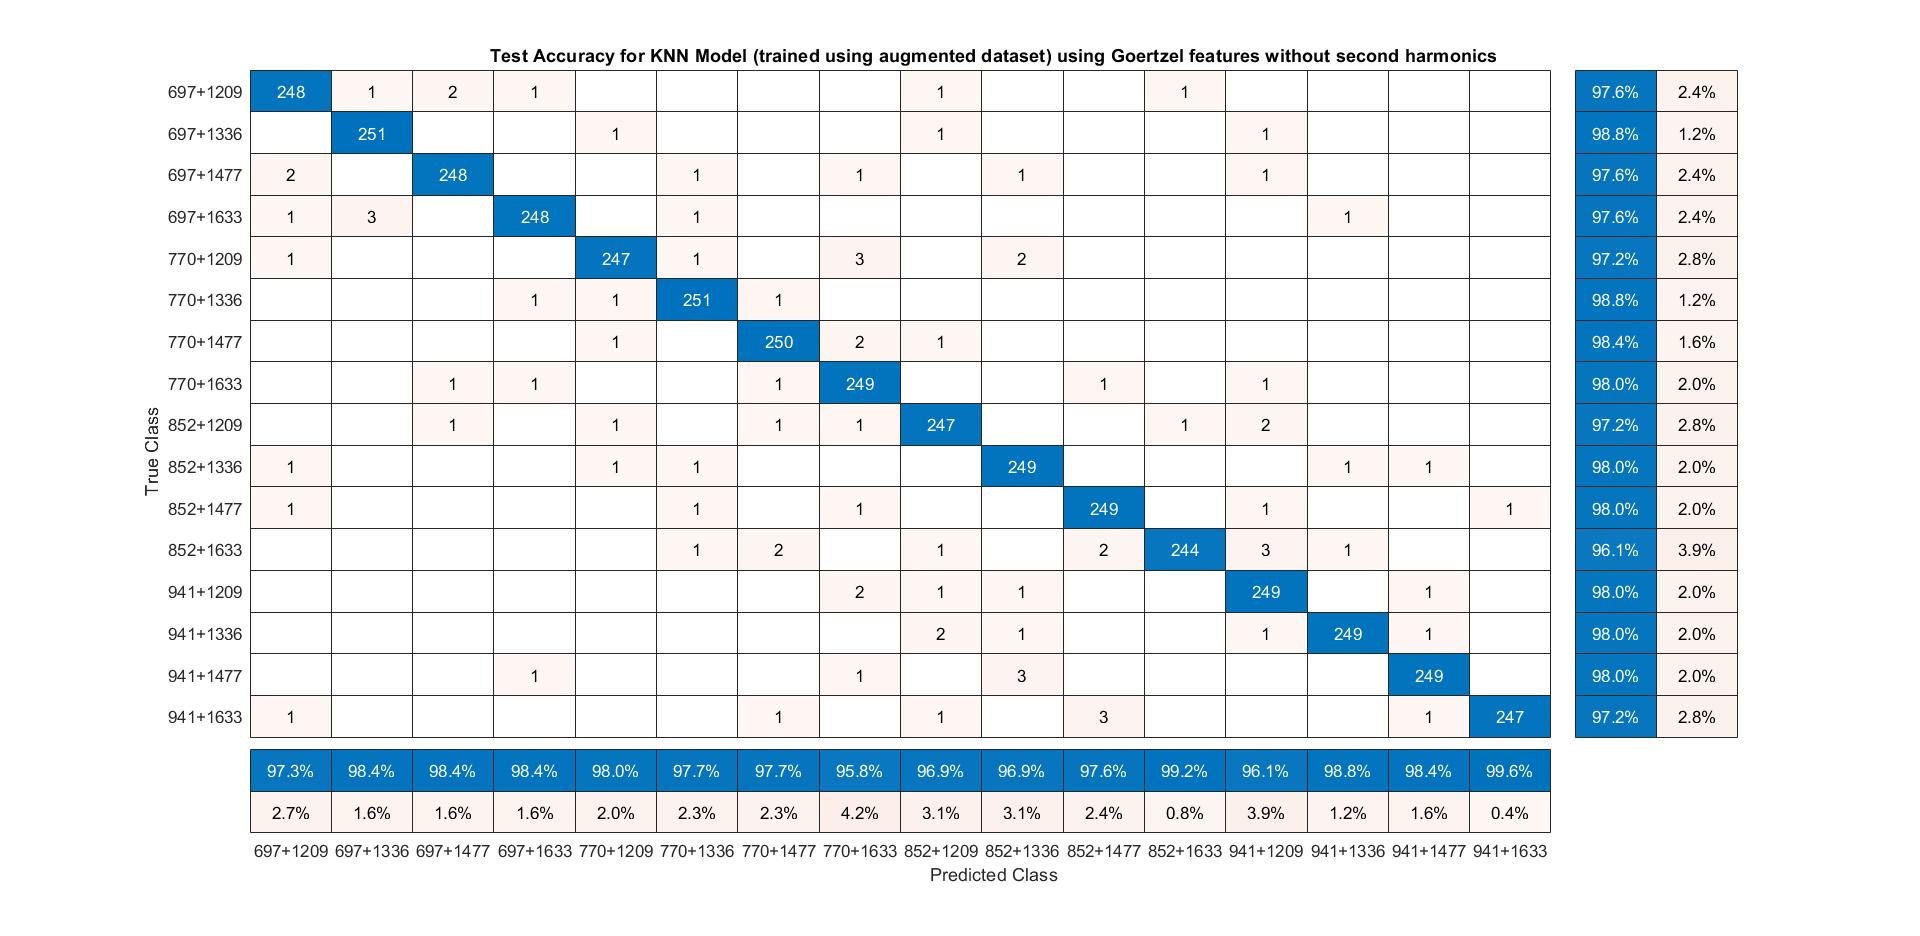 Test Accuracy for KNN Model (trained using augmented dataset) using Goertzel features without second harmonics
697+1209 248 1 2 1 1 1 97.6% 2.4%
697+1336 251 1 1 1 98.8% 1.2%
697+1477 2 248 1 1 1 1 97.6% 2.4%
697+1633 1 3 248 1 1 97.6% 2.4%
770+1209 1 247 1 3 2 97.2% 2.8%
770+1336 1 1 251 1 98.8% 1.2%
770+1477 1 250 2 1 98.4% 1.6%
770+1633 1 1 1 249 1 1 98.0% 2.0%
852+1209 1 1 1 1 247 1 2 97.2% 2.8%
852+1336 1 1 1 249 1 1 98.0% 2.0%
852+1477 1 1 1 249 1 1 98.0% 2.0%
852+1633 1 2 1 2 244 3 1 96.1% 3.9%
941+1209 2 1 1 249 1 98.0% 2.0%
941+1336 2 1 1 249 1 98.0% 2.0%
941+1477 1 1 3 249 98.0% 2.0%
941+1633 1 1 1 3 1 247 97.2% 2.8%
True Class
97.3% 98.4% 98.4% 98.4% 98.0% 97.7% 97.7% 95.8% 96.9% 96.9% 97.6% 99.2% 96.1% 98.8% 98.4% 99.6%
2.7% 1.6% 1.6% 1.6% 2.0% 2.3% 2.3% 4.2% 3.1% 3.1% 2.4% 0.8% 3.9% 1.2% 1.6% 0.4%
697+1209 697+1336 697+1477 697+1633 770+1209 770+1336 770+1477 770+1633 852+1209 852+1336 852+1477 852+1633 941+1209 941+1336 941+1477 941+1633
Predicted Class